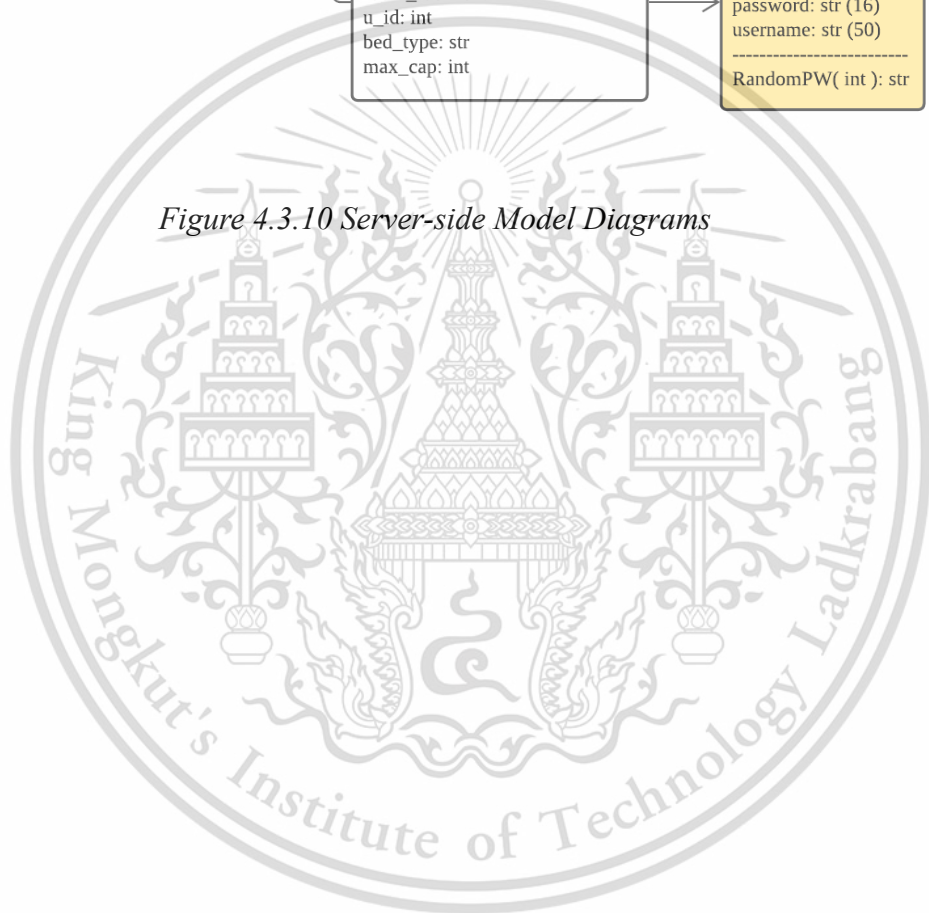 u_id: int
bed_type: str
max_cap: int
password: str (16)
username: str (50)
--------------------------
RandomPW( int ): str
Figure 4.3.10 Server-side Model Diagrams
King Mongkut's Institute of Technology Ladkrabang